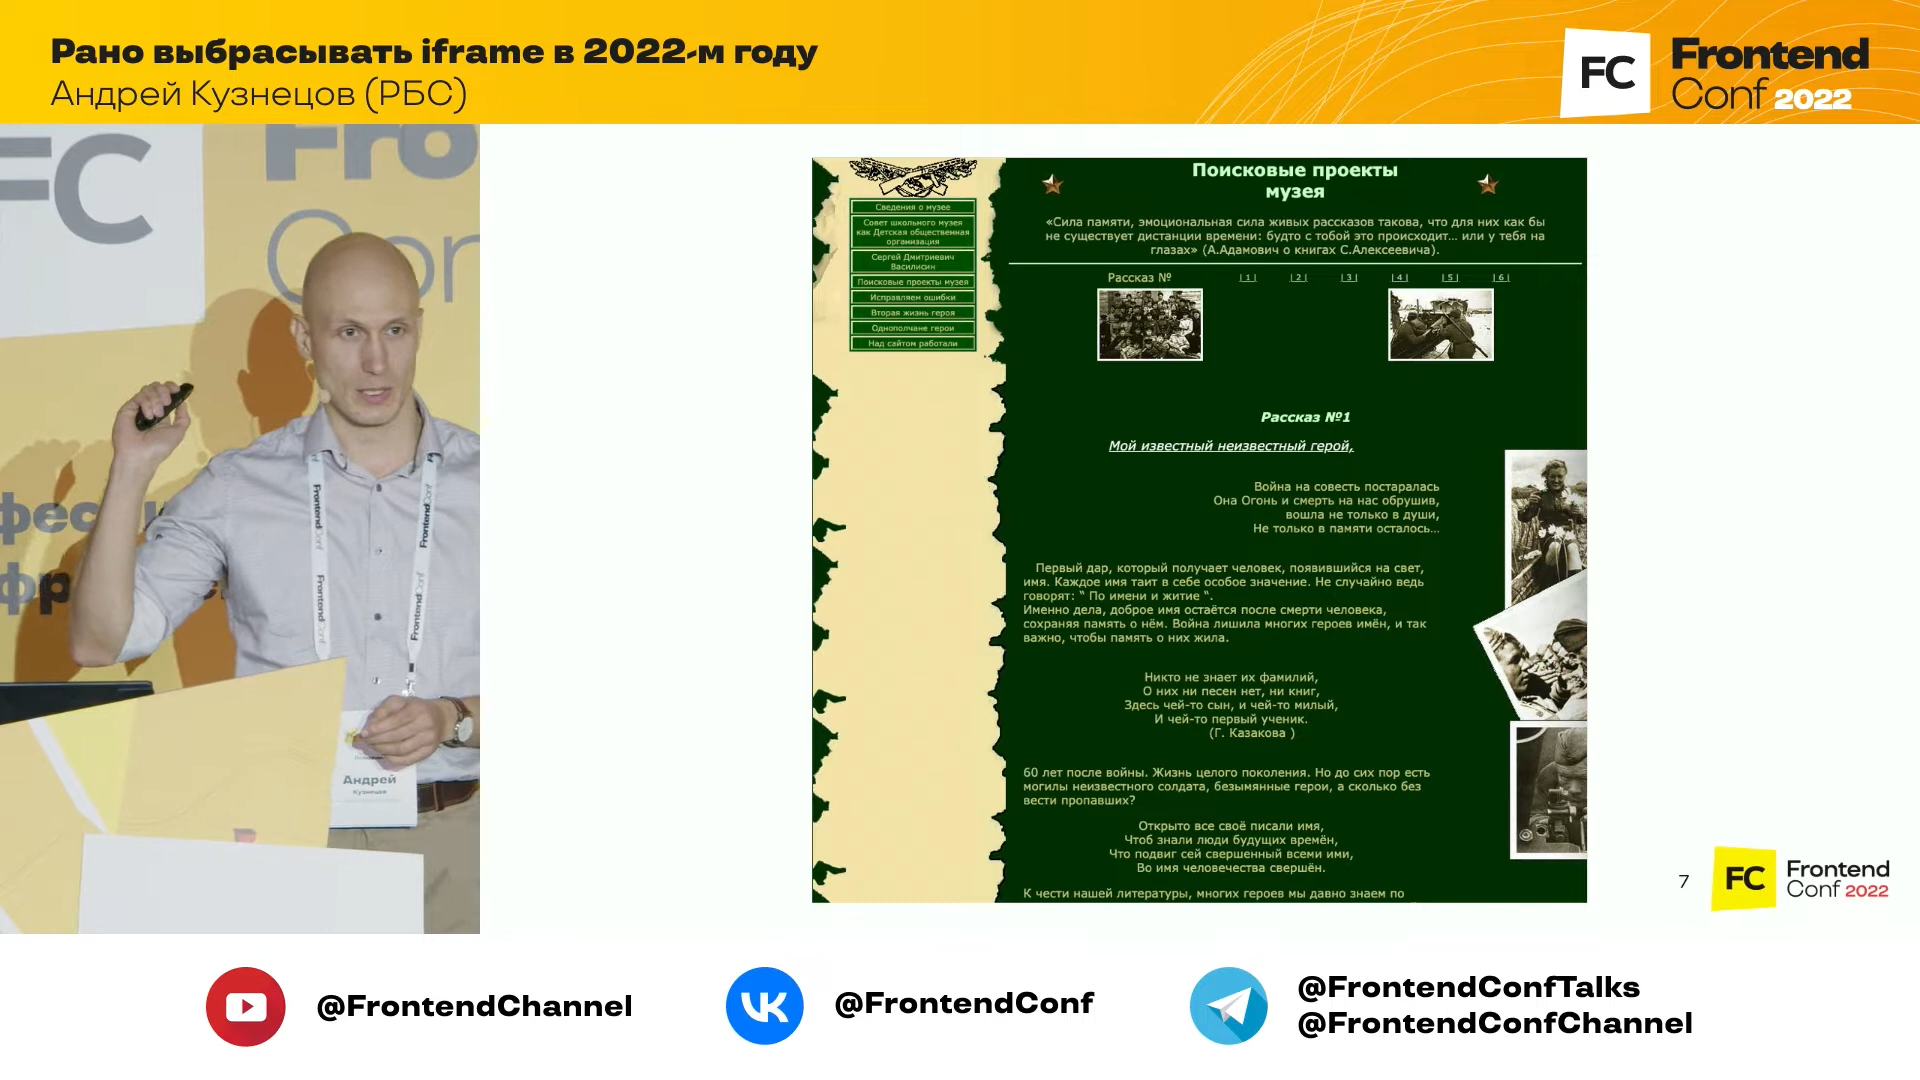 Рано выбрасывать iframe в 2022-м году
Андрей Кузнецов (РБС)
FC
Frontend
Conf 2022
FC
Fro
Con
FrontendConf
FrontendConf
FrontendConf
FrontendConf
Андрей
Кузнецов
Сведения о музее
Совет школьного музея
как Детская общественная
организация
Сергей Дмитриевич
Василисин
Поисковые проекты музея
Исправляем ошибки
Вторая жизнь героя
Однополчане герои
Над сайтом работали
Поисковые проекты
музея
«Сила памяти, эмоциональная сила живых рассказов такова, что для них как бы
не существует дистанции времени: будто с тобой это происходит... или у тебя на
глазах» (А.Адамович о книгах С.Алексеевича).
Рассказ № | 1 | | 2 | | 3 | | 4 | | 5 | | 6 |
Рассказ №1
Мой известный неизвестный герой,
Война на совесть постаралась
Она Огонь и смерть на нас обрушив,
вошла не только в души,
Не только в памяти осталось...
Первый дар, который получает человек, появившийся на свет,
имя. Каждое имя таит в себе особое значение. Не случайно ведь
говорят: “ По имени и житие “.
Именно дела, доброе имя остаётся после смерти человека,
сохраняя память о нём. Война лишила многих героев имён, и так
важно, чтобы память о них жила.
Никто не знает их фамилий,
О них ни песен нет, ни книг,
Здесь чей-то сын, и чей-то милый,
И чей-то первый ученик.
(Г. Казакова )
60 лет после войны. Жизнь целого поколения. Но до сих пор есть
могилы неизвестного солдата, безымянные герои, а сколько без
вести пропавших?
Открыто все своё писали имя,
Чтоб знали люди будущих времён,
Что подвиг сей свершенный всеми ими,
Во имя человечества свершён.
К чести нашей литературы, многих героев мы давно знаем по
7
FC
Frontend
Conf 2022
@FrontendChannel
@FrontendConf
@FrontendConfTalks
@FrontendConfChannel